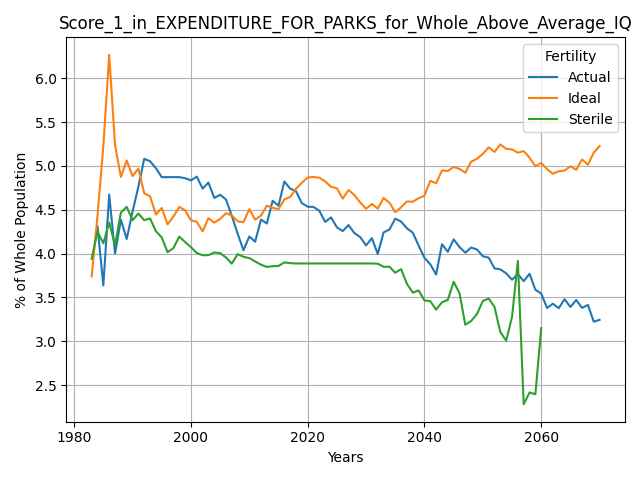 Score_1_in_EXPENDITURE_FOR_PARKS_for_Whole_Above_Average_IQ
Fertility
Actual
Ideal
Sterile
% of Whole Population
6.0
5.5
5.0
4.5
4.0
3.5
3.0
2.5
1980
2000
2020
2040
2060
Years